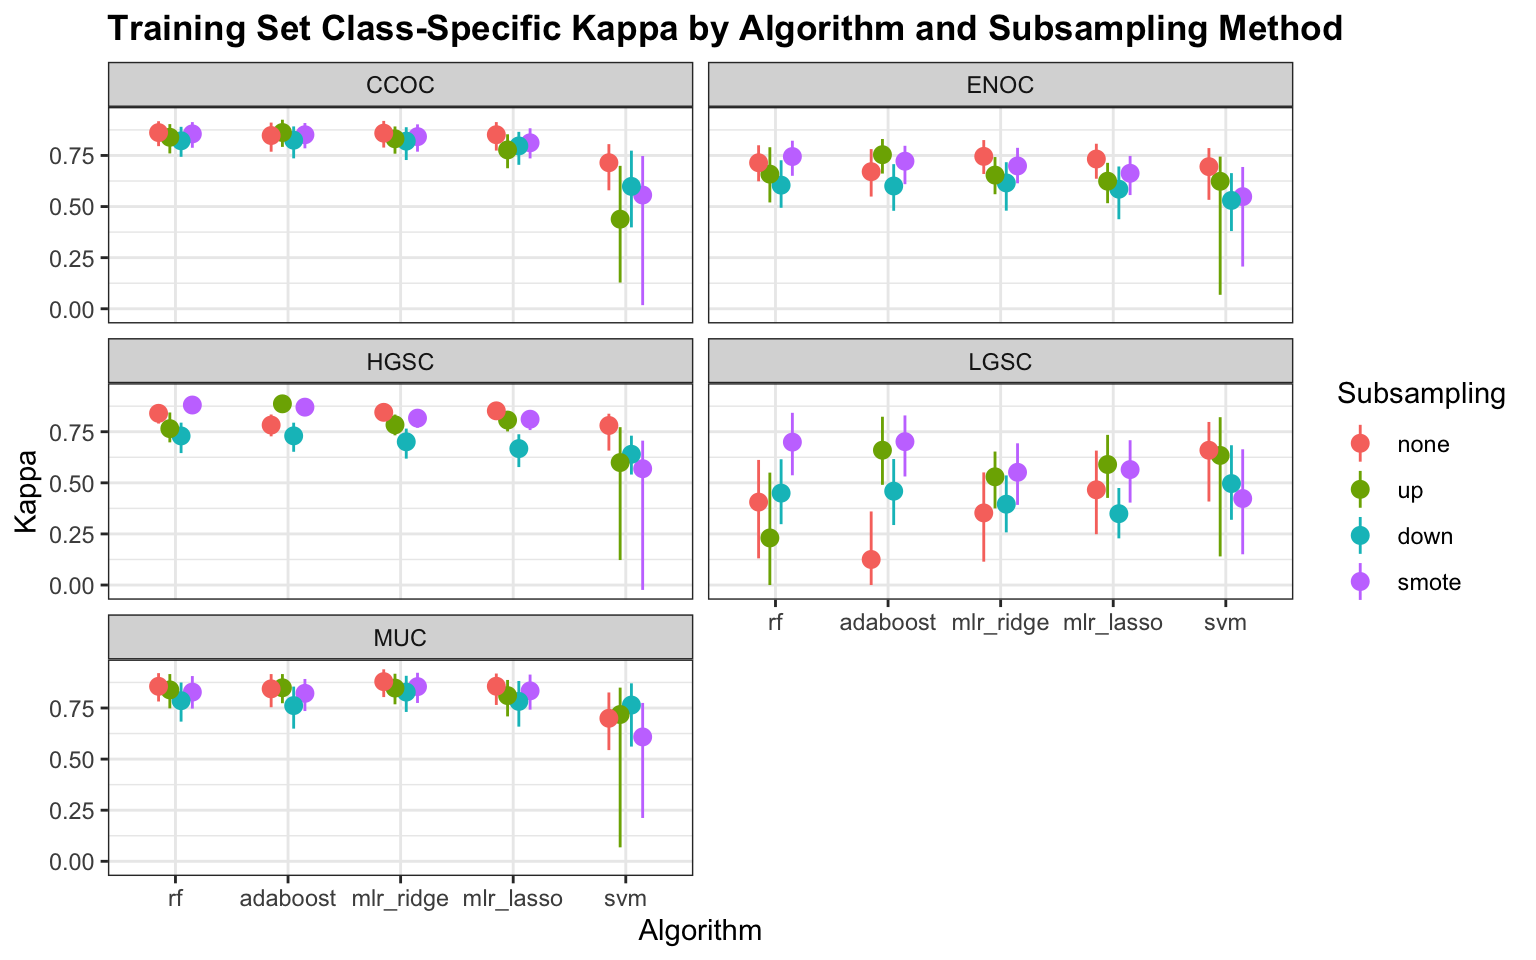 Training Set Class-Specific Kappa by Algorithm and Subsampling Method
CCOC
ENOC
0.75
0.50
0.25
0.00
HGSC
LGSC
0.75
0.50
0.25
0.00
rf
adaboost
mlr_ridge
mlr_lasso
svm
MUC
0.75
0.50
0.25
0.00
rf
adaboost
mlr_ridge
mlr_lasso
svm
Kappa
Algorithm
Subsampling
none
up
down
smote